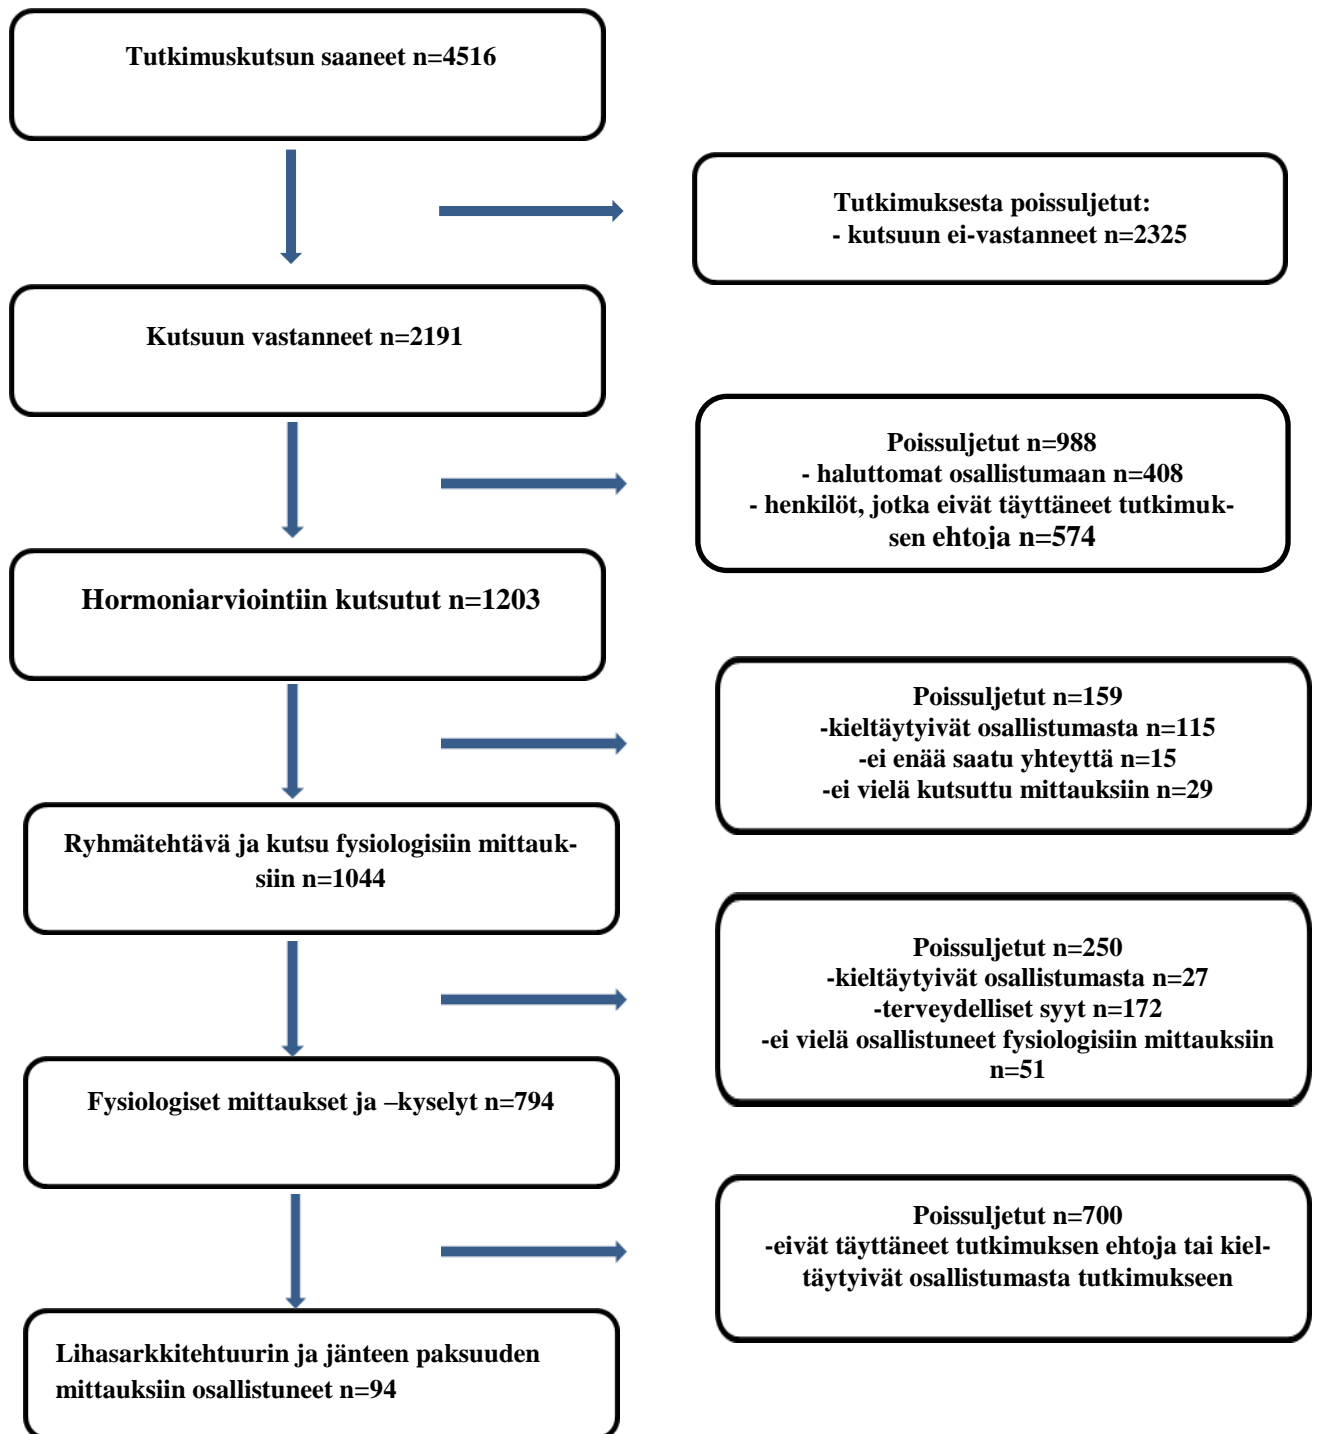 Tutkimuskutsun saaneet n=4516
Tutkimuksesta poissuljetut:
- kutsuun ei-vastanneet n=2325
Kutsuun vastanneet n=2191
Poissuljetut n=988
- haluttomat osallistumaan n=408
- henkilöt, jotka eivät täyttäneet tutkimuk-
sen ehtoja n=574
Hormoniarviointiin kutsutut n=1203
Poissuljetut n=159
-kieltäytyivät osallistumasta n=115
-ei enää saatu yhteyttä n=15
-ei vielä kutsuttu mittauksiin n=29
Ryhmätehtävä ja kutsu fysiologisiin mittauk-
siin n=1044
Poissuljetut n=250
-kieltäytyivät osallistumasta n=27
-terveydelliset syyt n=172
-ei vielä osallistuneet fysiologisiin mittauksiin
n=51
Fysiologiset mittaukset ja –kyselyt n=794
Poissuljetut n=700
-eivät täyttäneet tutkimuksen ehtoja tai kiel-
täytyivät osallistumasta tutkimukseen
Lihasarkkitehtuurin ja jänteen paksuuden
mittauksiin osallistuneet n=94